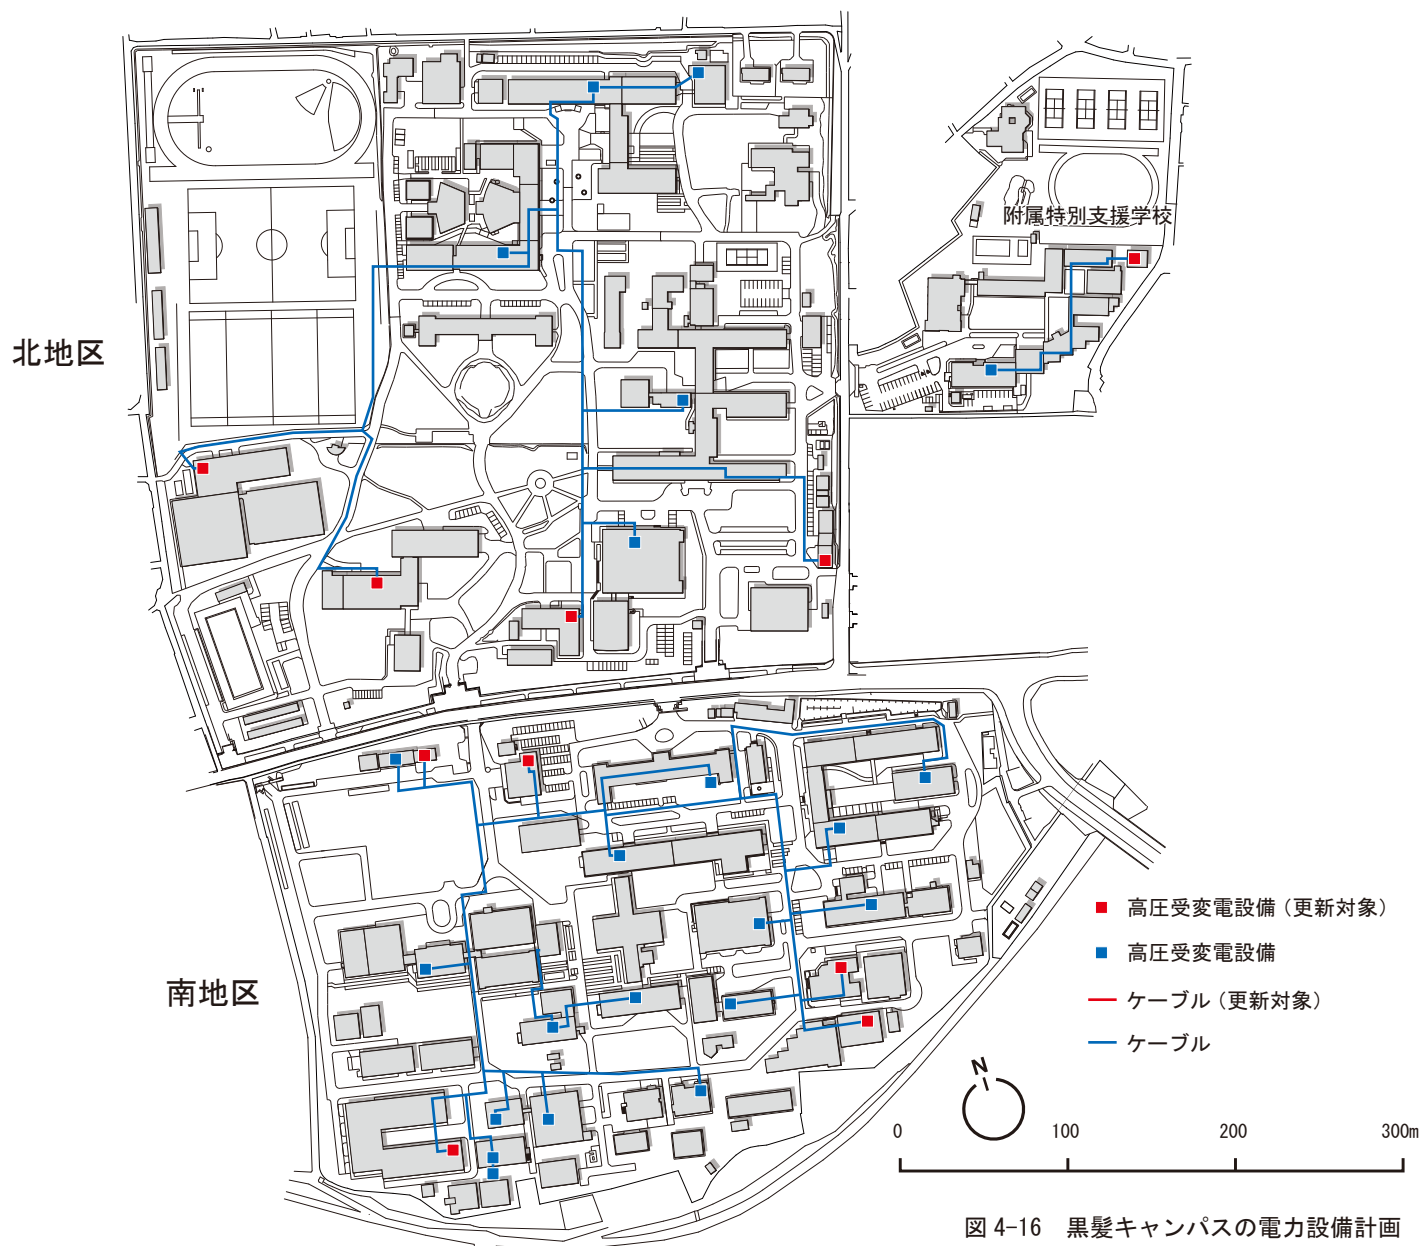 附属特別支援学校
北地区
南地区
高圧受変電設備（更新対象）
高圧受変電設備
ケーブル（更新対象）
ケーブル
N
0 100 200 300m
図 4-16　黒髪キャンパスの電力設備計画